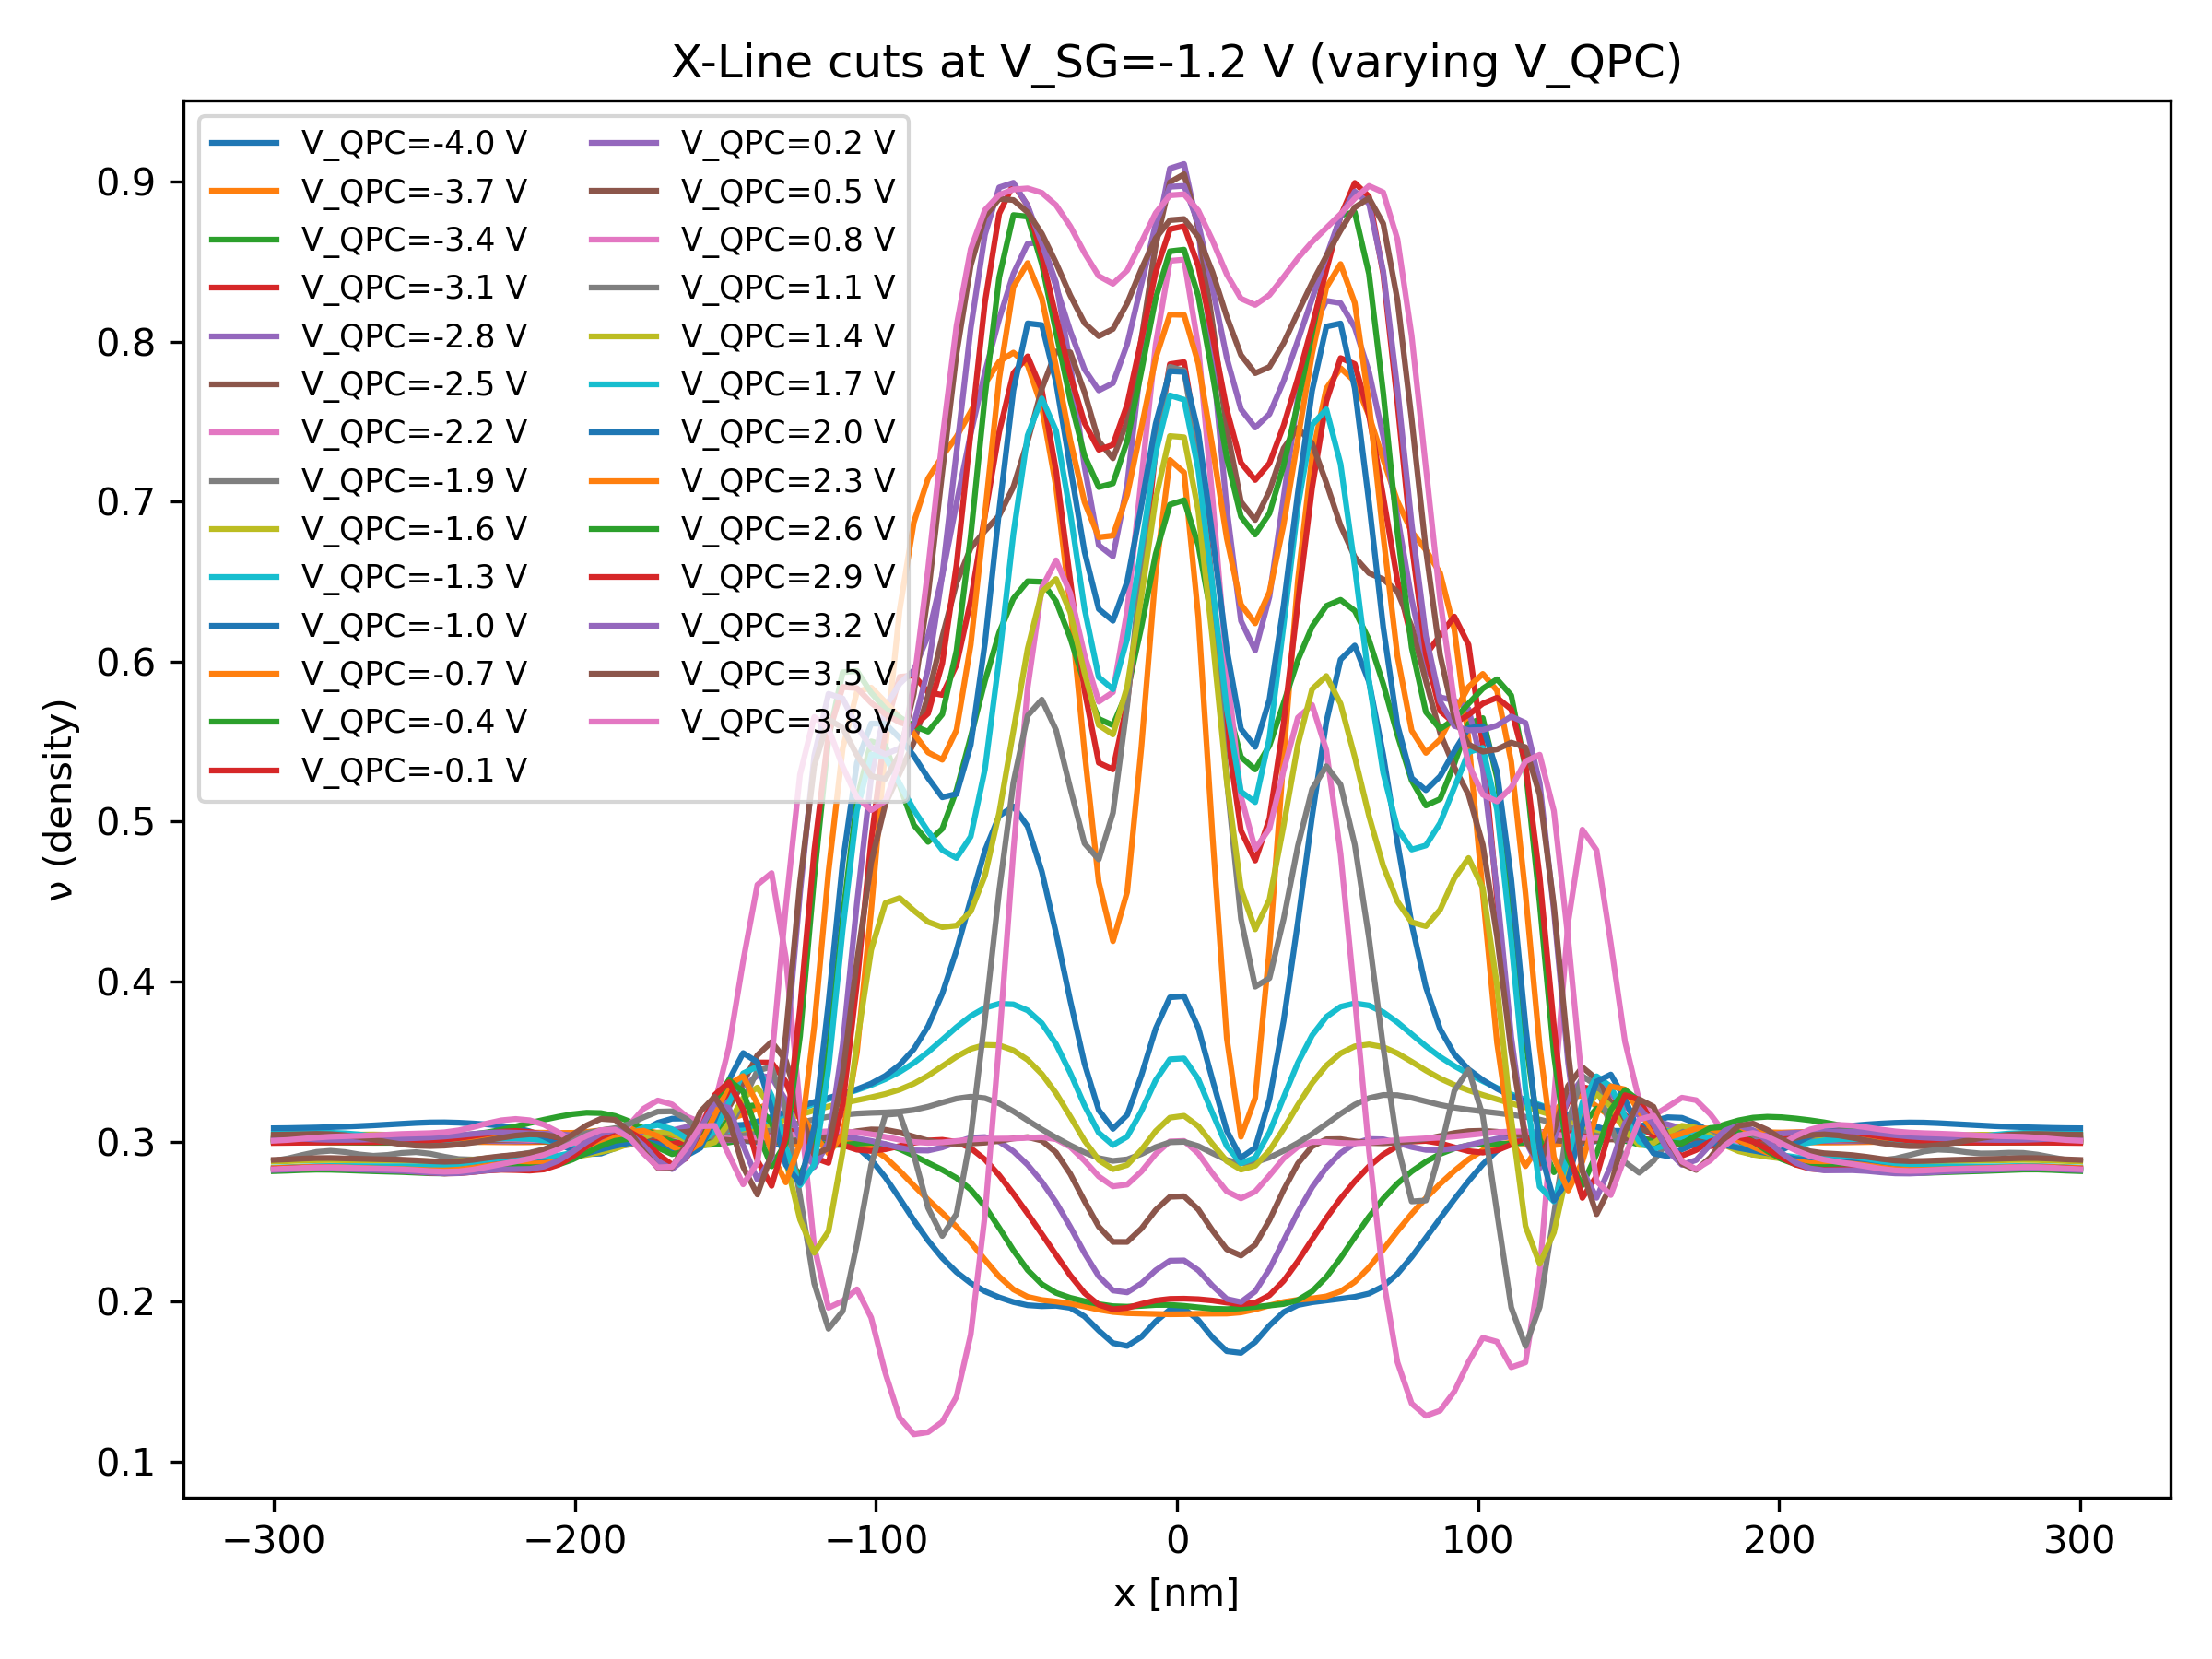 X-Line cuts at V_SG=-1.2 V (varying V_QPC)
V_QPC=-4.0 V
V_QPC=-3.7 V
V_QPC=-3.4 V
V_QPC=-3.1 V
V_QPC=-2.8 V
V_QPC=-2.5 V
V_QPC=-2.2 V
V_QPC=-1.9 V
V_QPC=-1.6 V
V_QPC=-1.3 V
V_QPC=-1.0 V
V_QPC=-0.7 V
V_QPC=-0.4 V
V_QPC=-0.1 V
V_QPC=0.2 V
V_QPC=0.5 V
V_QPC=0.8 V
V_QPC=1.1 V
V_QPC=1.4 V
V_QPC=1.7 V
V_QPC=2.0 V
V_QPC=2.3 V
V_QPC=2.6 V
V_QPC=2.9 V
V_QPC=3.2 V
V_QPC=3.5 V
V_QPC=3.8 V
ν (density)
0.9
0.8
0.7
0.6
0.5
0.4
0.3
0.2
0.1
−300 −200 −100 0 100 200 300
x [nm]